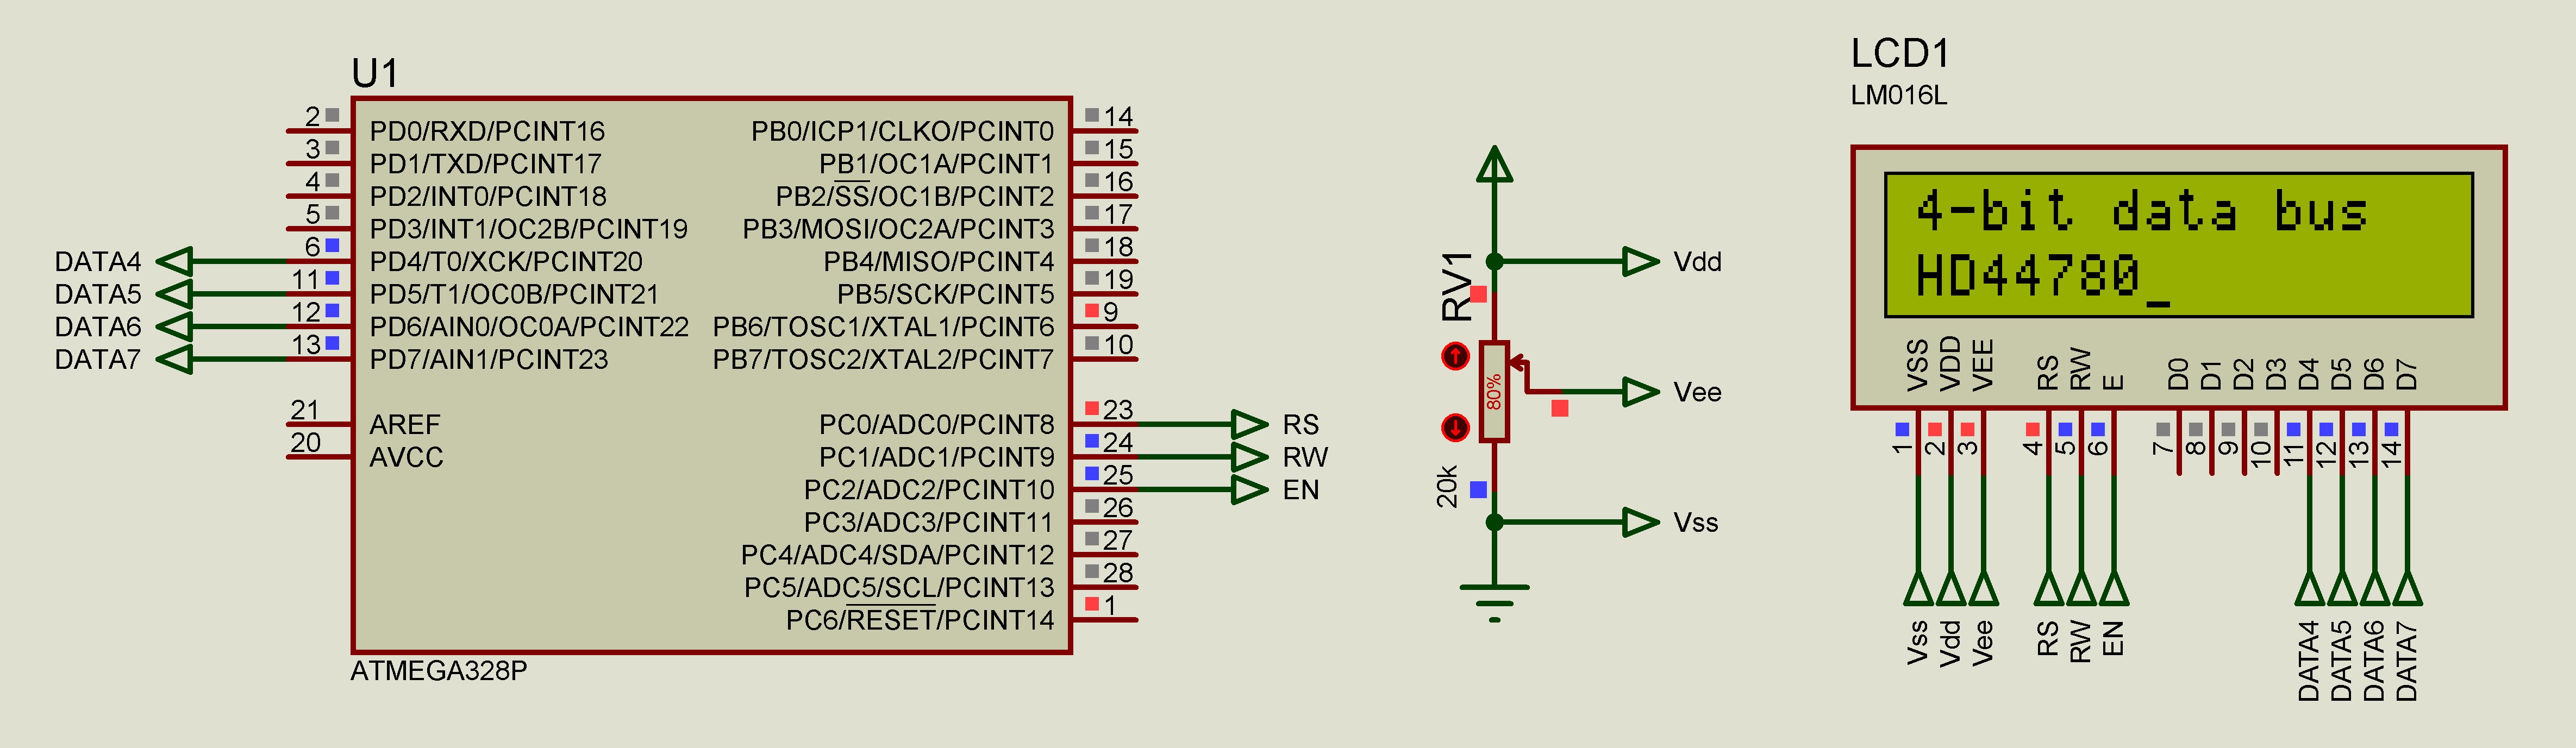 U1
2 PD0/RXD/PCINT16
3 PD1/TXD/PCINT17
4 PD2/INT0/PCINT18
5 PD3/INT1/OC2B/PCINT19
DATA4 6 PD4/T0/XCK/PCINT20
DATA5 11 PD5/T1/OC0B/PCINT21
DATA6 12 PD6/AIN0/OC0A/PCINT22
DATA7 13 PD7/AIN1/PCINT23
21 AREF
20 AVCC
PB0/ICP1/CLKO/PCINT0 14
PB1/OC1A/PCINT1 15
PB2/SS/OC1B/PCINT2 16
PB3/MOSI/OC2A/PCINT3 17
PB4/MISO/PCINT4 18
PB5/SCK/PCINT5 19
PB6/TOSC1/XTAL1/PCINT6 9
PB7/TOSC2/XTAL2/PCINT7 10
PC0/ADC0/PCINT8 23 RS
PC1/ADC1/PCINT9 24 RW
PC2/ADC2/PCINT10 25 EN
PC3/ADC3/PCINT11 26
PC4/ADC4/SDA/PCINT12 27
PC5/ADC5/SCL/PCINT13 28
PC6/RESET/PCINT14 1
ATMEGA328P
RV1
80%
20k
Vdd
Vee
Vss
LCD1
LM016L
4-bit data bus
HD44780_
VSS VDD VEE RS RW E D0 D1 D2 D3 D4 D5 D6 D7
1 2 3 4 5 6 7 8 9 10 11 12 13 14
Vss Vdd Vee RS RW EN DATA4 DATA5 DATA6 DATA7